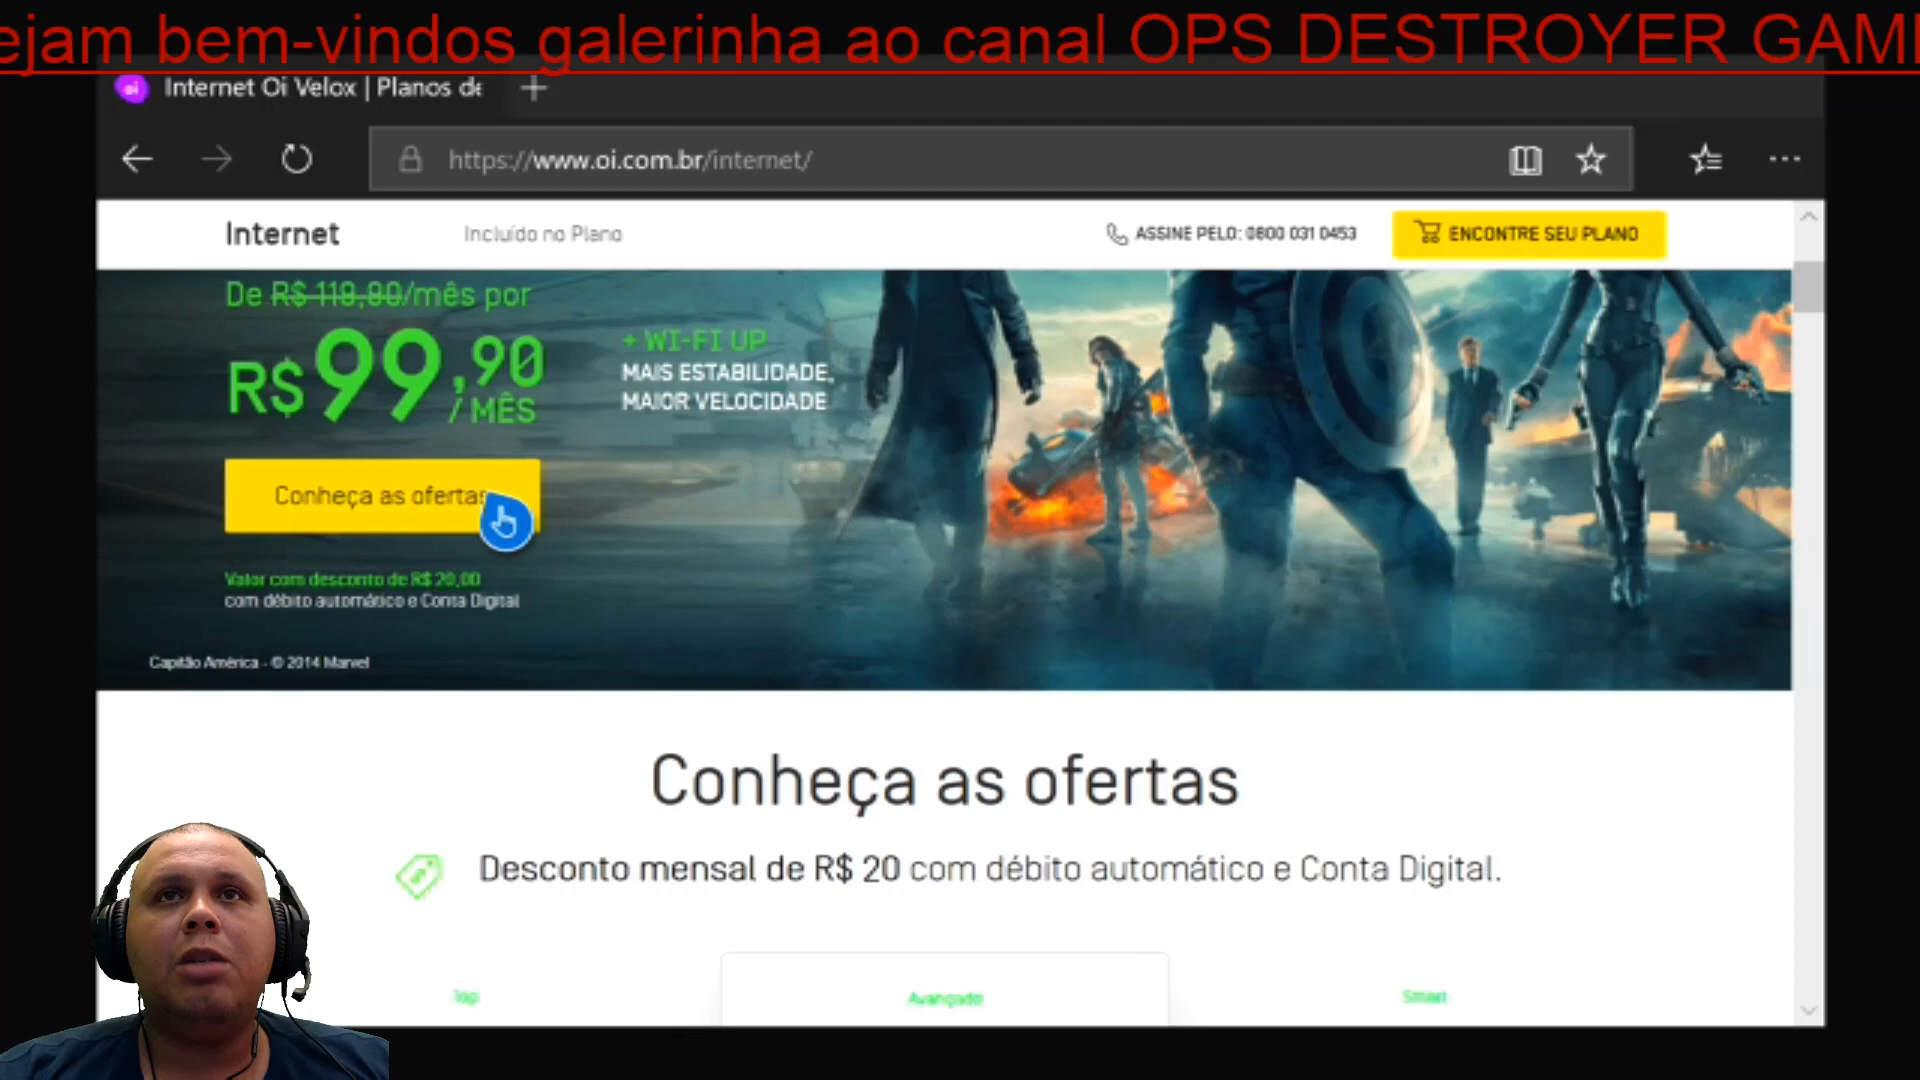 ejam bem-vindos galerinha ao canal OPS DESTROYER GAM
oi Internet Oi Velox | Planos de
https://www.oi.com.br/internet/
Internet Incluído no Plano ASSINE PELO: 0800 031 0453 ENCONTRE SEU PLANO
De R$ 119,90/mês por
R$ 99,90 / MÊS
+ WI-FI UP
MAIS ESTABILIDADE,
MAIOR VELOCIDADE
Conheça as ofertas
Valor com desconto de R$ 20,00
com débito automático e Conta Digital
Capitão América - © 2014 Marvel
Conheça as ofertas
Desconto mensal de R$ 20 com débito automático e Conta Digital.
Top Avançado Smart